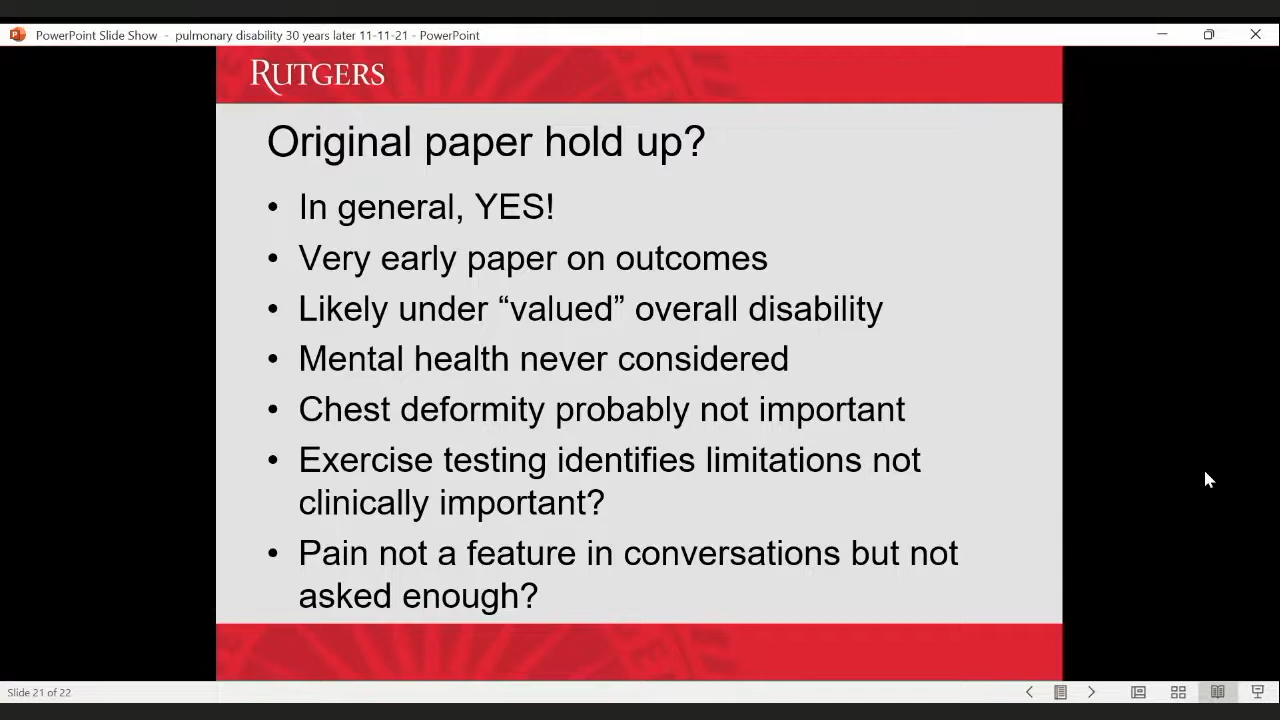 PowerPoint Slide Show - pulmonary disability 30 years later 11-11-21 - PowerPoint
RUTGERS
Original paper hold up?
• In general, YES!
• Very early paper on outcomes
• Likely under “valued” overall disability
• Mental health never considered
• Chest deformity probably not important
• Exercise testing identifies limitations not
clinically important?
• Pain not a feature in conversations but not
asked enough?
Slide 21 of 22